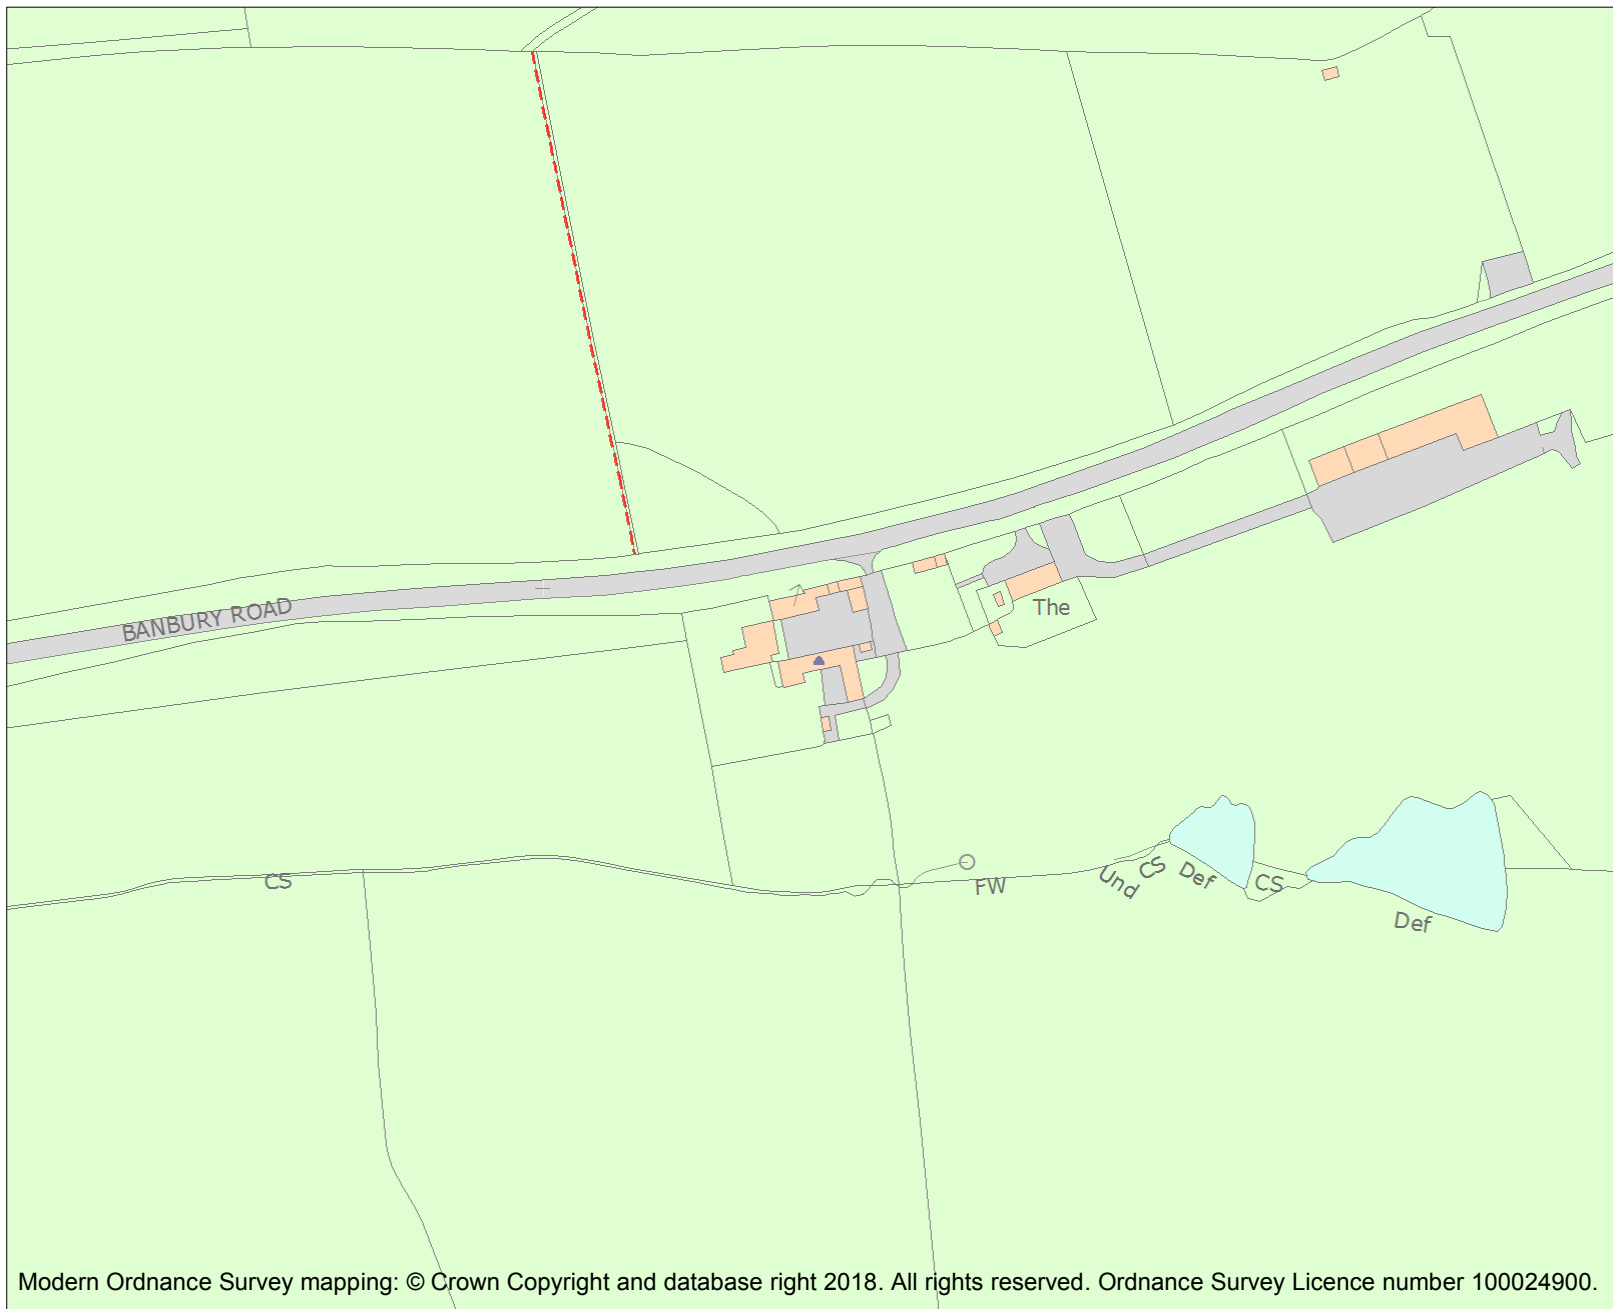 BANBURY ROAD
The
CS
FW
Und
CS
Def
CS
Def
Modern Ordnance Survey mapping: © Crown Copyright and database right 2018. All rights reserved. Ordnance Survey Licence number 100024900.